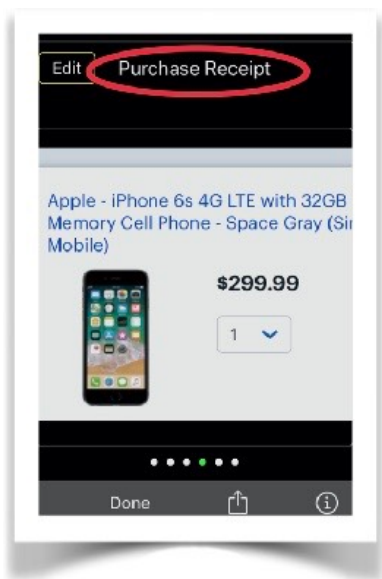 Edit Purchase Receipt
Apple - iPhone 6s 4G LTE with 32GB
Memory Cell Phone - Space Gray (Sim
Mobile)
$299.99
1
Done